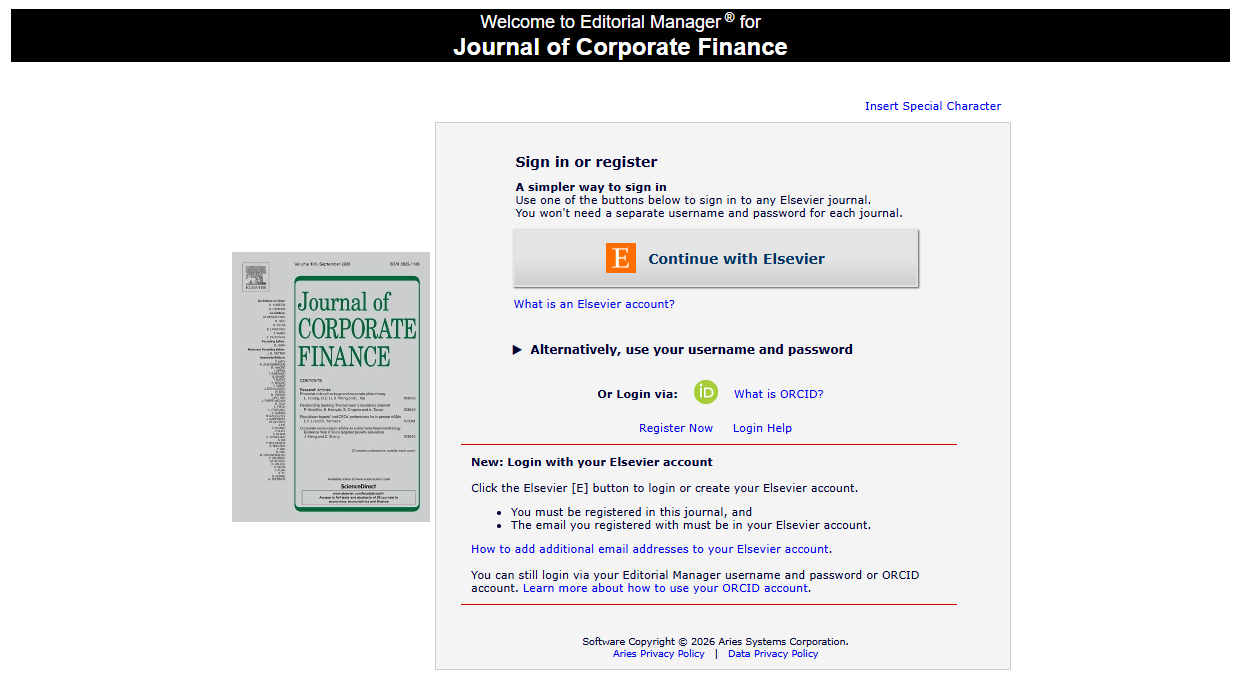 Welcome to Editorial Manager® for
Journal of Corporate Finance
Insert Special Character
Sign in or register
A simpler way to sign in
Use one of the buttons below to sign in to any Elsevier journal.
You won't need a separate username and password for each journal.
E Continue with Elsevier
What is an Elsevier account?
▶ Alternatively, use your username and password
Or Login via: iD What is ORCID?
Register Now Login Help
New: Login with your Elsevier account
Click the Elsevier [E] button to login or create your Elsevier account.
• You must be registered in this journal, and
• The email you registered with must be in your Elsevier account.
How to add additional email addresses to your Elsevier account.
You can still login via your Editorial Manager username and password or ORCID
account. Learn more about how to use your ORCID account.
Software Copyright © 2026 Aries Systems Corporation.
Aries Privacy Policy | Data Privacy Policy
ELSEVIER
Journal of
CORPORATE
FINANCE
CONTENTS
Research Articles
ScienceDirect